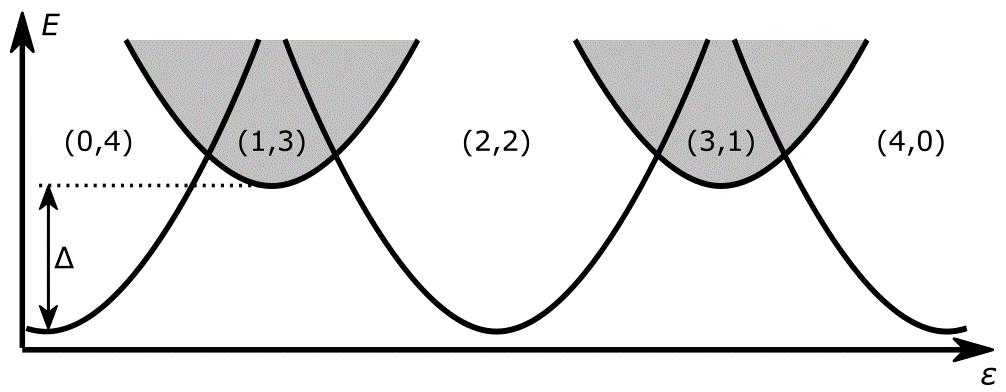 E
(0,4) (1,3) (2,2) (3,1) (4,0)
Δ
ε